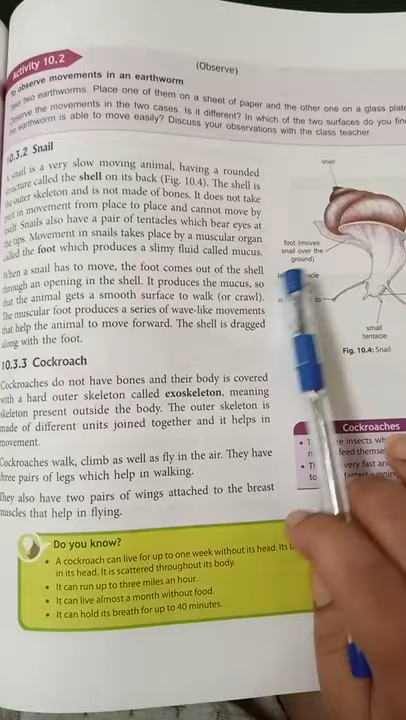 Activity 10.2
(Observe)
To observe movements in an earthworm
Take two earthworms. Place one of them on a sheet of paper and the other one on a glass plate
Observe the movements in the two cases. Is it different? In which of the two surfaces do you find
the earthworm is able to move easily? Discuss your observations with the class teacher.
10.3.2 Snail
A snail is a very slow moving animal, having a rounded
structure called the shell on its back (Fig. 10.4). The shell is
the outer skeleton and is not made of bones. It does not take
part in movement from place to place and cannot move by
itself. Snails also have a pair of tentacles which bear eyes at
the tips. Movement in snails takes place by a muscular organ
called the foot which produces a slimy fluid called mucus.
When a snail has to move, the foot comes out of the shell
through an opening in the shell. It produces the mucus, so
that the animal gets a smooth surface to walk (or crawl).
The muscular foot produces a series of wave-like movements
that help the animal to move forward. The shell is dragged
along with the foot.
shell
foot (moves
snail over the
ground)
small
tentacle
Fig. 10.4: Snail
10.3.3 Cockroach
Cockroaches do not have bones and their body is covered
with a hard outer skeleton called exoskeleton, meaning
skeleton present outside the body. The outer skeleton is
made of different units joined together and it helps in
movement.
Cockroaches walk, climb as well as fly in the air. They have
three pairs of legs which help in walking.
They also have two pairs of wings attached to the breast
muscles that help in flying.
Cockroaches
re insects wh
feed themse
very fast an
to
Do you know?
• A cockroach can live for up to one week without its head. Its b
in its head. It is scattered throughout its body.
• It can run up to three miles an hour.
• It can live almost a month without food.
• It can hold its breath for up to 40 minutes.